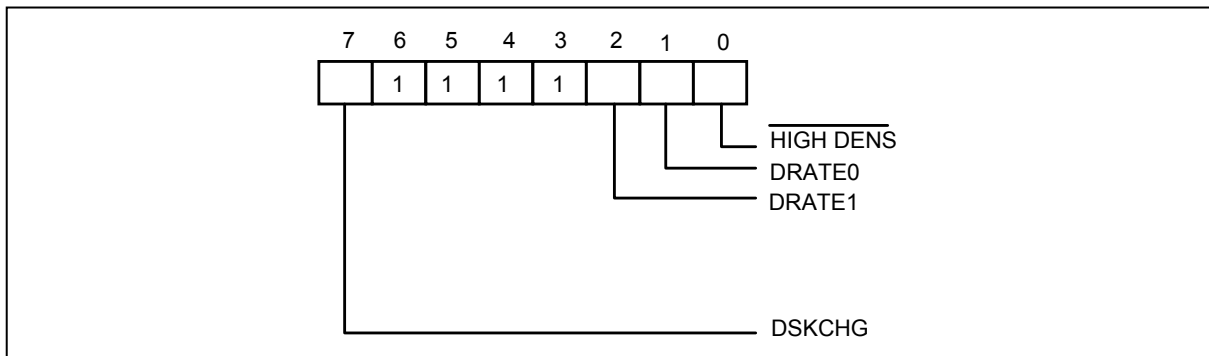 7 6 5 4 3 2 1 0
1 1 1 1
HIGH DENS
DRATE0
DRATE1
DSKCHG